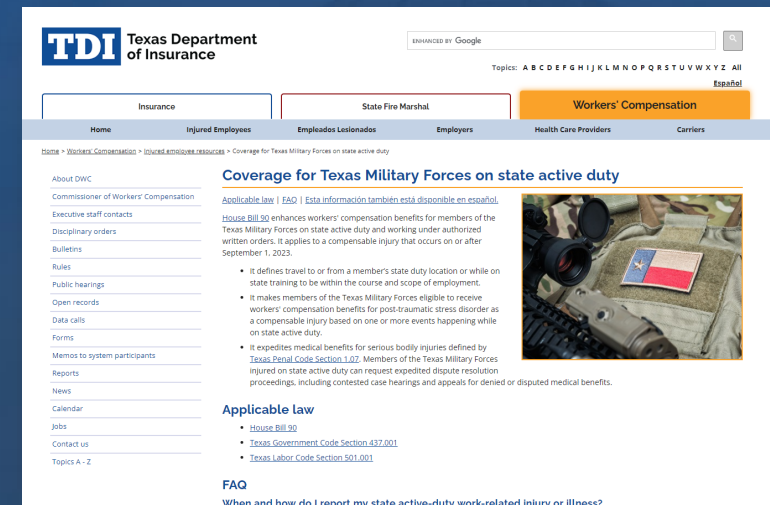 TDI Texas Department
of Insurance
ENHANCED BY Google
Topics: A B C D E F G H I J K L M N O P Q R S T U V W X Y Z All
Español
Insurance State Fire Marshal Workers' Compensation
Home Injured Employees Empleados Lesionados Employers Health Care Providers Carriers
Home > Workers' Compensation > Injured employee resources > Coverage for Texas Military Forces on state active duty
About DWC
Commissioner of Workers' Compensation
Executive staff contacts
Disciplinary orders
Bulletins
Rules
Public hearings
Open records
Data calls
Forms
Memos to system participants
Reports
News
Calendar
Jobs
Contact us
Topics A - Z
Coverage for Texas Military Forces on state active duty
Applicable law | FAQ | Esta información también está disponible en español.
House Bill 90 enhances workers' compensation benefits for members of the
Texas Military Forces on state active duty and working under authorized
written orders. It applies to a compensable injury that occurs on or after
September 1, 2023.
• It defines travel to or from a member's state duty location or while on
state training to be within the course and scope of employment.
• It makes members of the Texas Military Forces eligible to receive
workers' compensation benefits for post-traumatic stress disorder as
a compensable injury based on one or more events happening while
on state active duty.
• It expedites medical benefits for serious bodily injuries defined by
Texas Penal Code Section 1.07. Members of the Texas Military Forces
injured on state active duty can request expedited dispute resolution
proceedings, including contested case hearings and appeals for denied or disputed medical benefits.
Applicable law
• House Bill 90
• Texas Government Code Section 437.001
• Texas Labor Code Section 501.001
FAQ
When and how do I report my state active-duty work-related injury or illness?